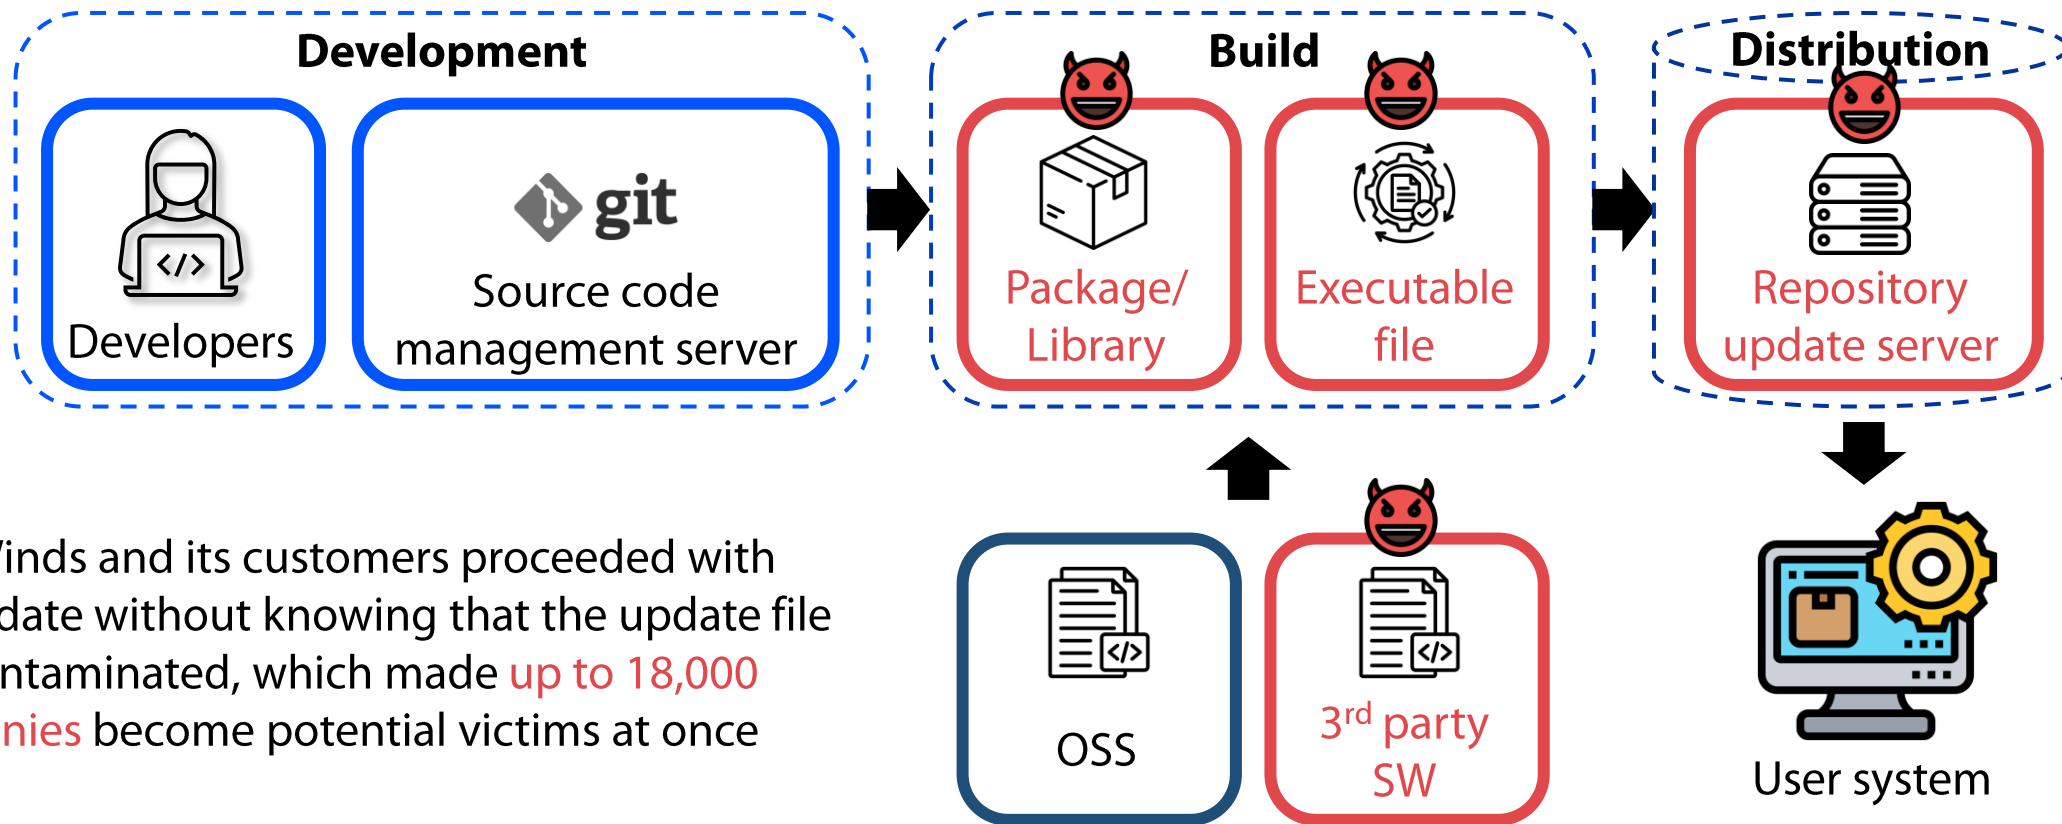 Development
Developers
git
Source code
management server
Build
Package/
Library
Executable
file
Distribution
Repository
update server
Winds and its customers proceeded with
date without knowing that the update file
ntaminated, which made up to 18,000
nies become potential victims at once
</>
OSS
</>
3rd party
SW
</>
User system